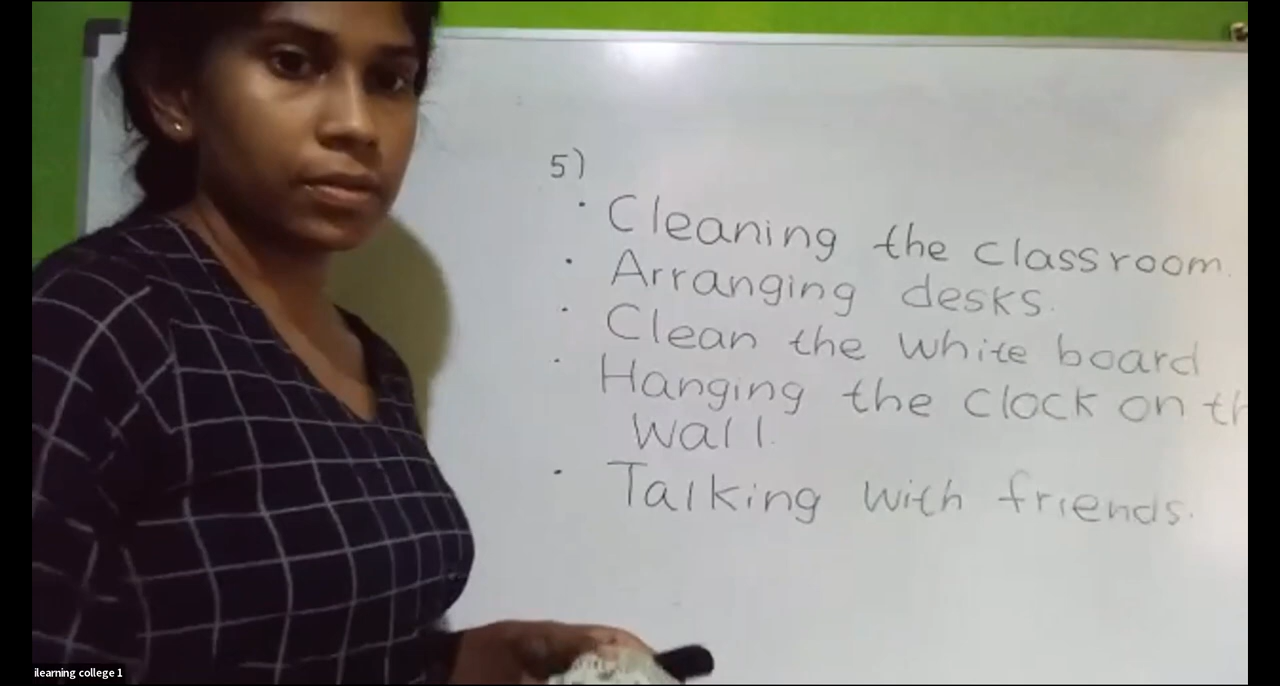 5)
• Cleaning the classroom.
• Arranging desks.
• Clean the white board
• Hanging the clock on th
wall.
• Talking with friends.
ilearning college 1